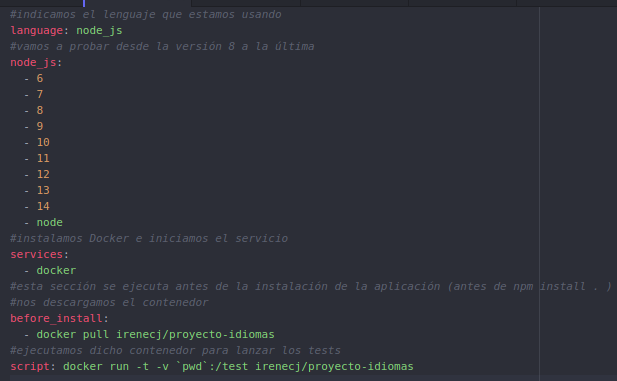 #indicamos el lenguaje que estamos usando
language: node_js
#vamos a probar desde la versión 8 a la última
node_js:
  - 6
  - 7
  - 8
  - 9
  - 10
  - 11
  - 12
  - 13
  - 14
  - node
#instalamos Docker e iniciamos el servicio
services:
  - docker
#esta sección se ejecuta antes de la instalación de la aplicación (antes de npm install . )
#nos descargamos el contenedor
before_install:
  - docker pull irenecj/proyecto-idiomas
#ejecutamos dicho contenedor para lanzar los tests
script: docker run -t -v `pwd`:/test irenecj/proyecto-idiomas